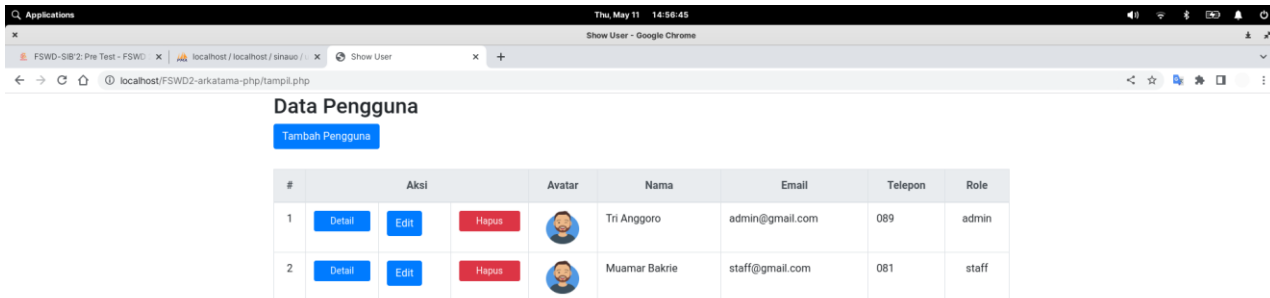 Applications Thu, May 11 14:56:45
Show User - Google Chrome
FSWD-SIB'2: Pre Test - FSWD localhost / localhost / sinauo / Show User
localhost/FSWD2-arkatama-php/tampil.php
Data Pengguna
Tambah Pengguna
# Aksi Avatar Nama Email Telepon Role
1 Detail Edit Hapus Tri Anggoro admin@gmail.com 089 admin
2 Detail Edit Hapus Muamar Bakrie staff@gmail.com 081 staff